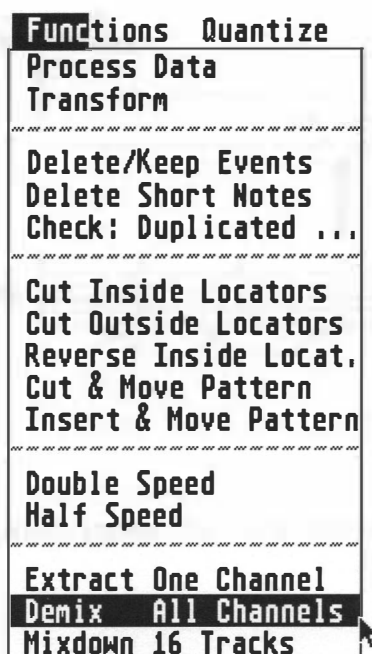 Functions Quantize
Process Data
Transform
Delete/Keep Events
Delete Short Notes
Check: Duplicated ...
Cut Inside Locators
Cut Outside Locators
Reverse Inside Locat.
Cut & Move Pattern
Insert & Move Pattern
Double Speed
Half Speed
Extract One Channel
Demix All Channels
Mixdown 16 Tracks